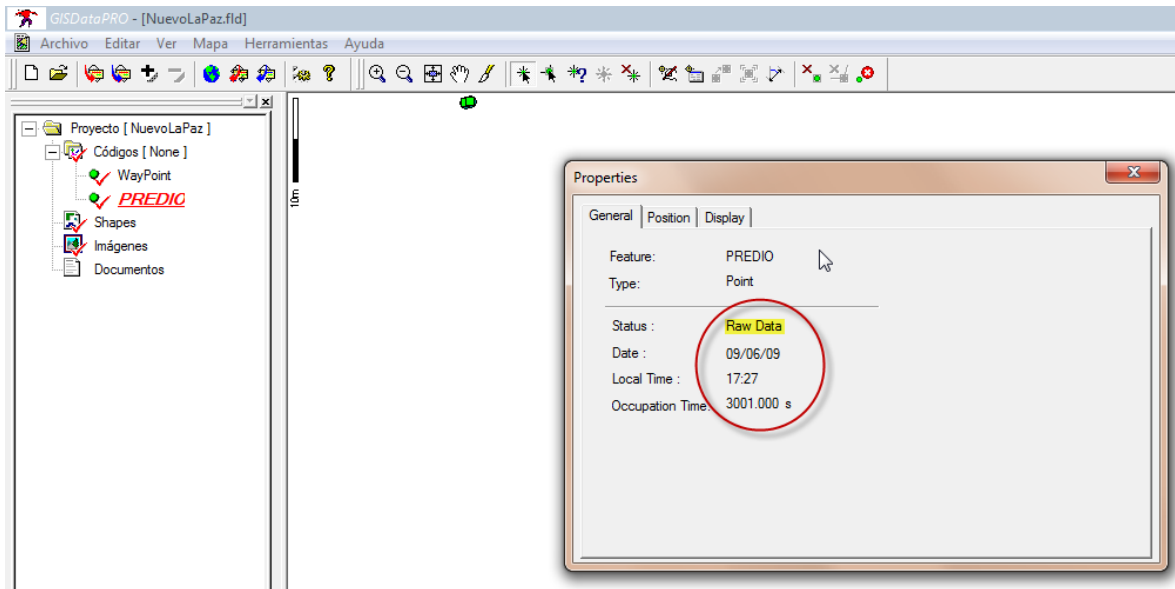 GISDataPRO - [NuevoLaPaz.fld]
Archivo Editar Ver Mapa Herramientas Ayuda
Proyecto [ NuevoLaPaz ]
Códigos [ None ]
WayPoint
PREDIO
Shapes
Imágenes
Documentos
10m
Properties
General Position Display
Feature: PREDIO
Type: Point
Status : Raw Data
Date : 09/06/09
Local Time : 17:27
Occupation Time: 3001.000 s